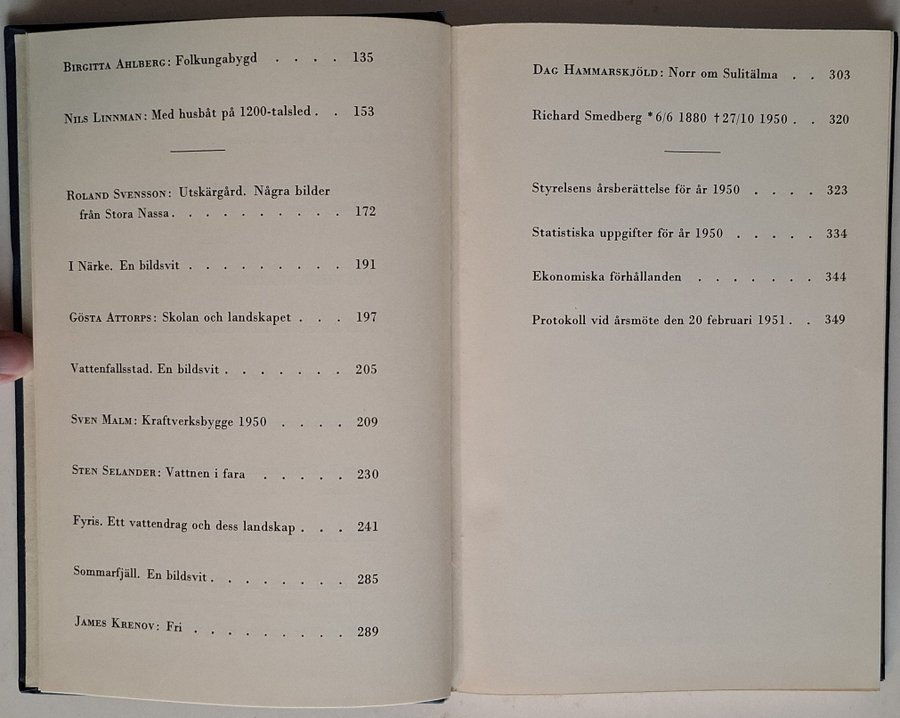 Birgitta Ahlberg: Folkungabygd . . . . 135
Nils Linnman: Med husbåt på 1200-talsled . . 153
Roland Svensson: Utskärgård. Några bilder
från Stora Nassa . . . . . . . . . . 172
I Närke. En bildsvit . . . . . . . . . 191
Gösta Attorps: Skolan och landskapet . . . 197
Vattenfallsstad. En bildsvit . . . . . . . 205
Sven Malm: Kraftverksbygge 1950 . . . . 209
Sten Selander: Vattnen i fara . . . . . 230
Fyris. Ett vattendrag och dess landskap . . . 241
Sommarfjäll. En bildsvit . . . . . . . . 285
James Krenov: Fri . . . . . . . . . 289
Dag Hammarskjöld: Norr om Sulitälma . . 303
Richard Smedberg *6/6 1880 †27/10 1950 . . 320
Styrelsens årsberättelse för år 1950 . . . . 323
Statistiska uppgifter för år 1950 . . . . . 334
Ekonomiska förhållanden . . . . . . . 344
Protokoll vid årsmöte den 20 februari 1951 . . 349